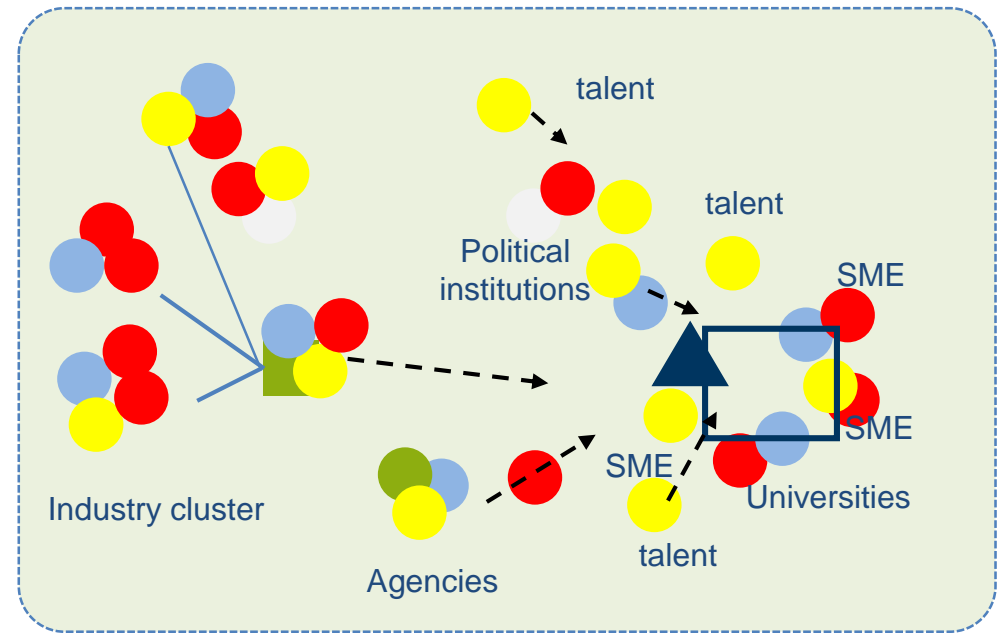 talent
talent
Political
institutions
SME
SME
SME
Industry cluster
Universities
talent
Agencies